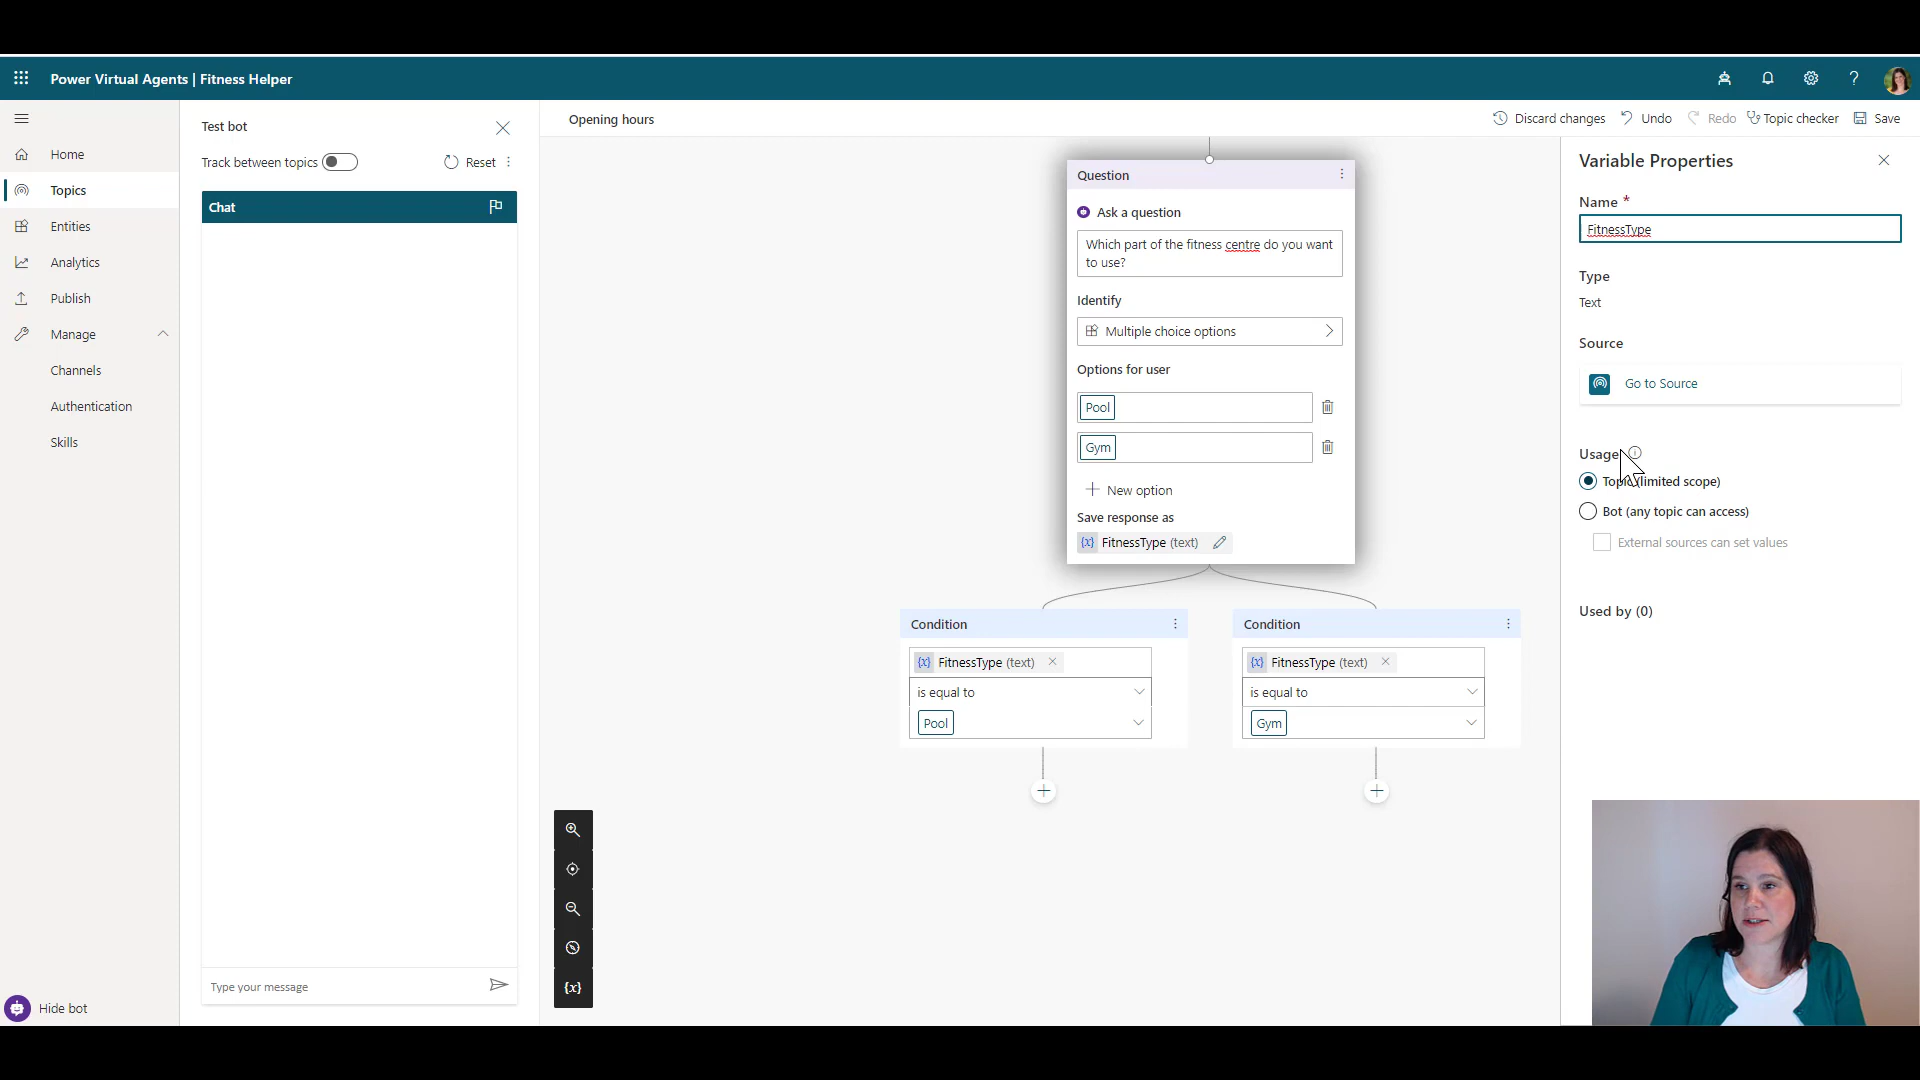 Power Virtual Agents | Fitness Helper
Home
Topics
Entities
Analytics
Publish
Manage
Channels
Authentication
Skills
Hide bot
Test bot
Track between topics
Reset
Chat
Type your message
Opening hours
Discard changes
Undo
Redo
Topic checker
Save
Question
Ask a question
Which part of the fitness centre do you want
to use?
Identify
Multiple choice options
Options for user
Pool
Gym
New option
Save response as
{x} FitnessType (text)
Condition
{x} FitnessType (text)
is equal to
Pool
Condition
{x} FitnessType (text)
is equal to
Gym
{x}
Variable Properties
Name *
FitnessType
Type
Text
Source
Go to Source
Usage
Topic (limited scope)
Bot (any topic can access)
External sources can set values
Used by (0)